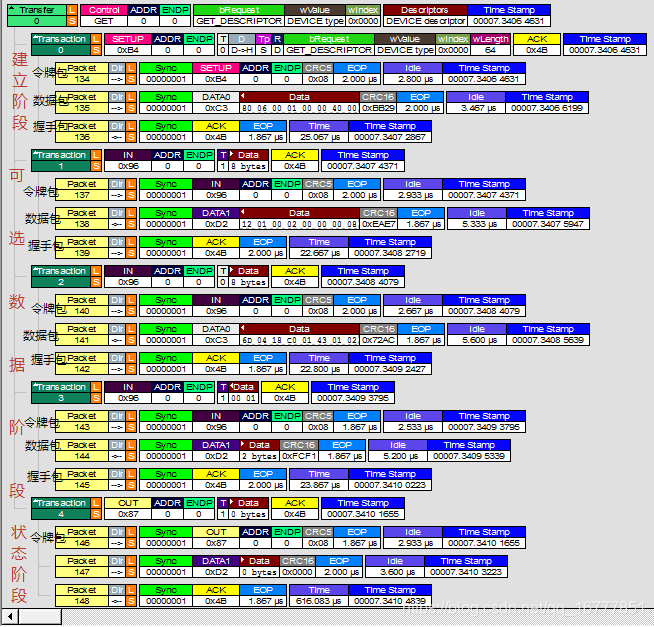 Transfer L Control ADDR ENDP bRequest wValue wIndex Descriptors Time Stamp
0 S GET 0 0 GET_DESCRIPTOR DEVICE type 0x0000 DEVICE descriptor 00007.3406 4631
Transaction L SETUP ADDR ENDP T D Tp R bRequest wValue wIndex wLength ACK Time Stamp
0 S 0xB4 0 0 0 D->H S D GET_DESCRIPTOR DEVICE type 0x0000 64 0x4B 00007.3406 4631
建立阶段
令牌包 Packet Dir L Sync SETUP ADDR ENDP CRC5 EOP Idle Time Stamp
134 --> S 00000001 0xB4 0 0 0x08 2.000 µs 2.800 µs 00007.3406 4631
数据包 Packet Dir L Sync DATA0 Data CRC16 EOP Idle Time Stamp
135 --> S 00000001 0xC3 80 06 00 01 00 00 40 00 0xBB29 2.000 µs 3.467 µs 00007.3406 6199
握手包 Packet Dir L Sync ACK EOP Time Time Stamp
136 <-- S 00000001 0x4B 1.867 µs 25.067 µs 00007.3407 2867
Transaction L IN ADDR ENDP T Data ACK Time Stamp
1 S 0x96 0 0 1 8 bytes 0x4B 00007.3407 4371
可选数据阶段
令牌包 Packet Dir L Sync IN ADDR ENDP CRC5 EOP Idle Time Stamp
137 --> S 00000001 0x96 0 0 0x08 2.000 µs 2.933 µs 00007.3407 4371
数据包 Packet Dir L Sync DATA1 Data CRC16 EOP Idle Time Stamp
138 <-- S 00000001 0xD2 12 01 00 02 00 00 00 08 0xEAE7 1.867 µs 5.333 µs 00007.3407 5947
握手包 Packet Dir L Sync ACK EOP Time Time Stamp
139 --> S 00000001 0x4B 2.000 µs 22.667 µs 00007.3408 2719
Transaction L IN ADDR ENDP T Data ACK Time Stamp
2 S 0x96 0 0 0 8 bytes 0x4B 00007.3408 4079
令牌包 Packet Dir L Sync IN ADDR ENDP CRC5 EOP Idle Time Stamp
140 --> S 00000001 0x96 0 0 0x08 2.000 µs 2.667 µs 00007.3408 4079
数据包 Packet Dir L Sync DATA0 Data CRC16 EOP Idle Time Stamp
141 <-- S 00000001 0xC3 6D 04 18 C0 01 43 01 02 0x72AC 1.867 µs 5.600 µs 00007.3408 5639
握手包 Packet Dir L Sync ACK EOP Time Time Stamp
142 --> S 00000001 0x4B 1.867 µs 22.800 µs 00007.3409 2427
Transaction L IN ADDR ENDP T Data ACK Time Stamp
3 S 0x96 0 0 1 00 01 0x4B 00007.3409 3795
令牌包 Packet Dir L Sync IN ADDR ENDP CRC5 EOP Idle Time Stamp
143 --> S 00000001 0x96 0 0 0x08 1.867 µs 2.533 µs 00007.3409 3795
数据包 Packet Dir L Sync DATA1 Data CRC16 EOP Idle Time Stamp
144 <-- S 00000001 0xD2 2 bytes 0xFCF1 1.867 µs 5.200 µs 00007.3409 5339
握手包 Packet Dir L Sync ACK EOP Time Time Stamp
145 --> S 00000001 0x4B 2.000 µs 23.867 µs 00007.3410 0223
Transaction L OUT ADDR ENDP T Data ACK Time Stamp
4 S 0x87 0 0 1 0 bytes 0x4B 00007.3410 1655
状态阶段
令牌包 Packet Dir L Sync OUT ADDR ENDP CRC5 EOP Idle Time Stamp
146 --> S 00000001 0x87 0 0 0x08 1.867 µs 2.933 µs 00007.3410 1655
Packet Dir L Sync DATA1 Data CRC16 EOP Idle Time Stamp
147 --> S 00000001 0xD2 0 bytes 0x0000 2.000 µs 3.600 µs 00007.3410 3223
Packet Dir L Sync ACK EOP Time Time Stamp
148 <-- S 00000001 0x4B 1.867 µs 616.083 µs 00007.3410 4839
https://blog.csdn.net/qq_16777851